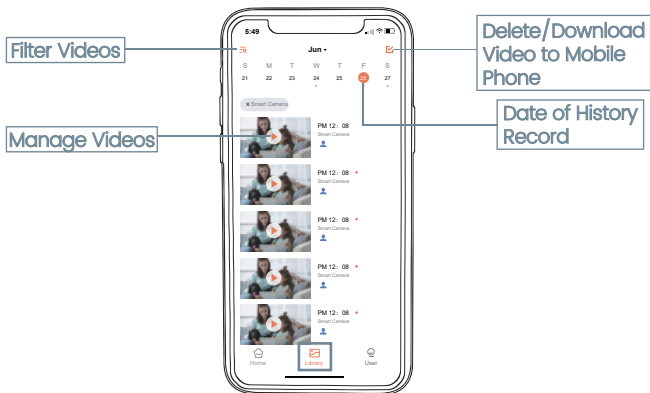 5:49
Filter Videos
Jun
Delete/Download
Video to Mobile
Phone
S M T W T F S
21 22 23 24 25 26 27
Date of History
Record
x Smart Camera
Manage Videos
PM 12: 08
Smart Camera
PM 12: 08
Smart Camera
PM 12: 08
Smart Camera
PM 12: 08
Smart Camera
PM 12: 08
Smart Camera
Home Library User